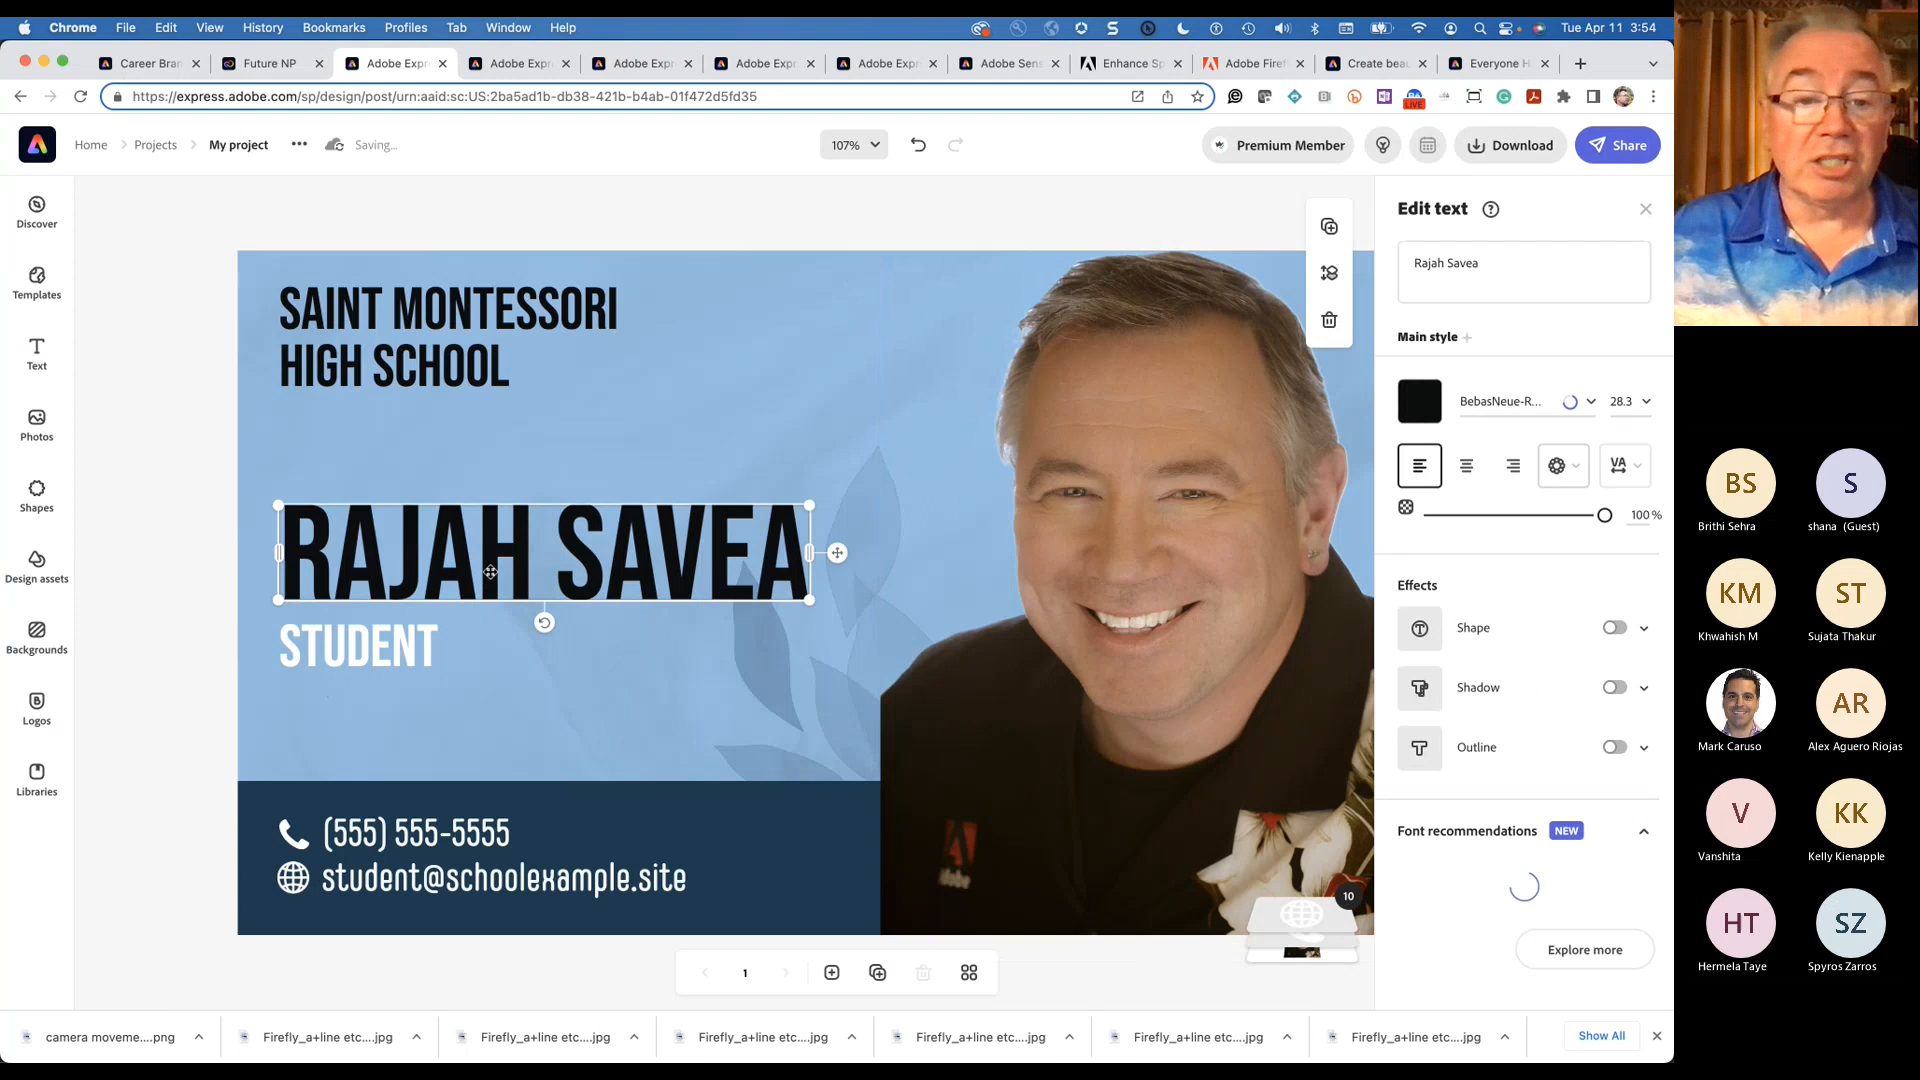 Chrome File Edit View History Bookmarks Profiles Tab Window Help
Tue Apr 11 3:54
Career Bran
Future NP
Adobe Expr
Adobe Expr
Adobe Expr
Adobe Expr
Adobe Expr
Adobe Sens
Enhance Sp
Adobe Firef
Create beau
Everyone H
https://express.adobe.com/sp/design/post/urn:aaid:sc:US:2ba5ad1b-db38-421b-b4ab-01f472d5fd35
LIVE
Home
Projects
My project
Saving...
107%
Premium Member
Download
Share
Discover
Templates
Text
Photos
Shapes
Design assets
Backgrounds
Logos
Libraries
SAINT MONTESSORI
HIGH SCHOOL
RAJAH SAVEA
STUDENT
(555) 555-5555
student@schoolexample.site
Adobe
10
1
Edit text
Rajah Savea
Main style
BebasNeue-R...
28.3
VA
100 %
Effects
Shape
Shadow
Outline
Font recommendations NEW
Explore more
camera moveme....png
Firefly_a+line etc....jpg
Firefly_a+line etc....jpg
Firefly_a+line etc....jpg
Firefly_a+line etc....jpg
Firefly_a+line etc....jpg
Firefly_a+line etc....jpg
Show All
BS
Brithi Sehra
S
shana (Guest)
KM
Khwahish M
ST
Sujata Thakur
Mark Caruso
AR
Alex Aguero Riojas
V
Vanshita
KK
Kelly Kienapple
HT
Hermela Taye
SZ
Spyros Zarros